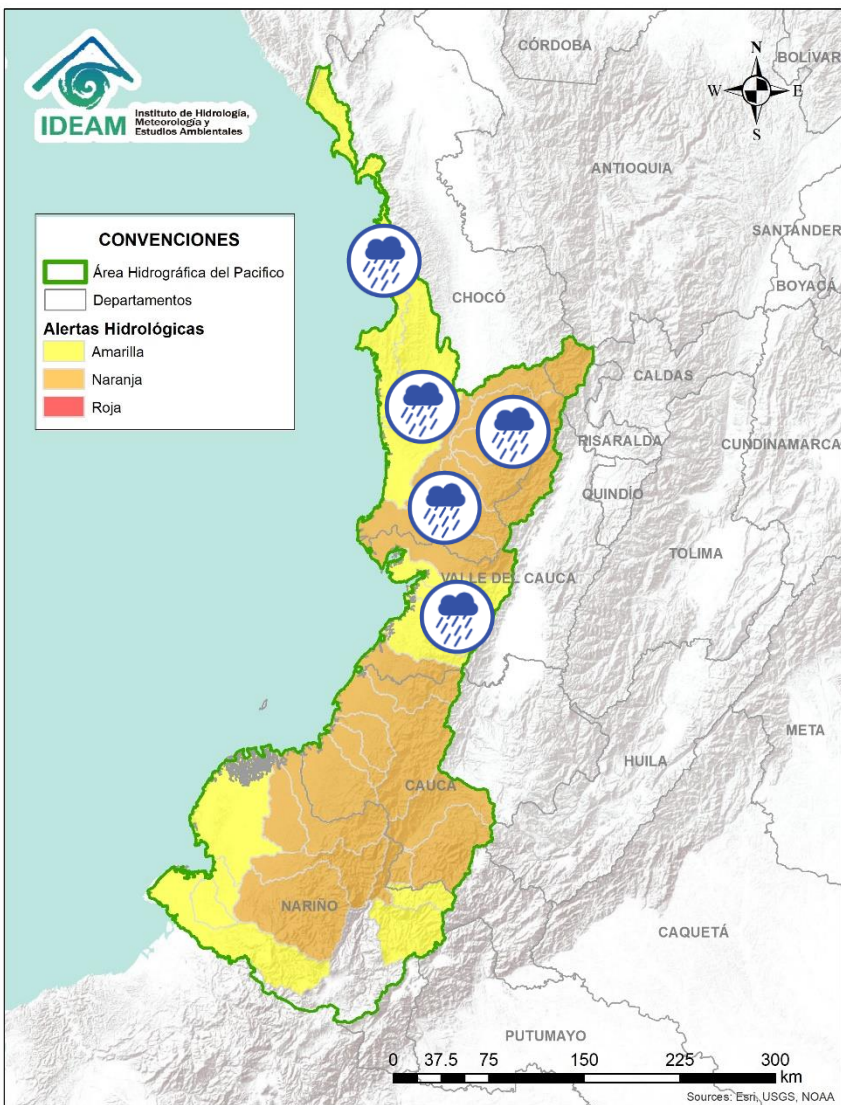 IDEAM
Instituto de Hidrología,
Meteorología y
Estudios Ambientales
CÓRDOBA
BOLÍVAR
N
W
E
S
ANTIOQUIA
SANTÁNDER
BOYACÁ
CONVENCIONES
Área Hidrográfica del Pacifico
Departamentos
Alertas Hidrológicas
Amarilla
Naranja
Roja
CHOCÓ
CALDAS
RISARALDA
CUNDINAMARCA
QUINDÍO
TOLIMA
VALLE DEL CAUCA
META
HUILA
CAUCA
NARIÑO
CAQUETÁ
PUTUMAYO
0 37.5 75 150 225 300
km
Sources: Esri, USGS, NOAA